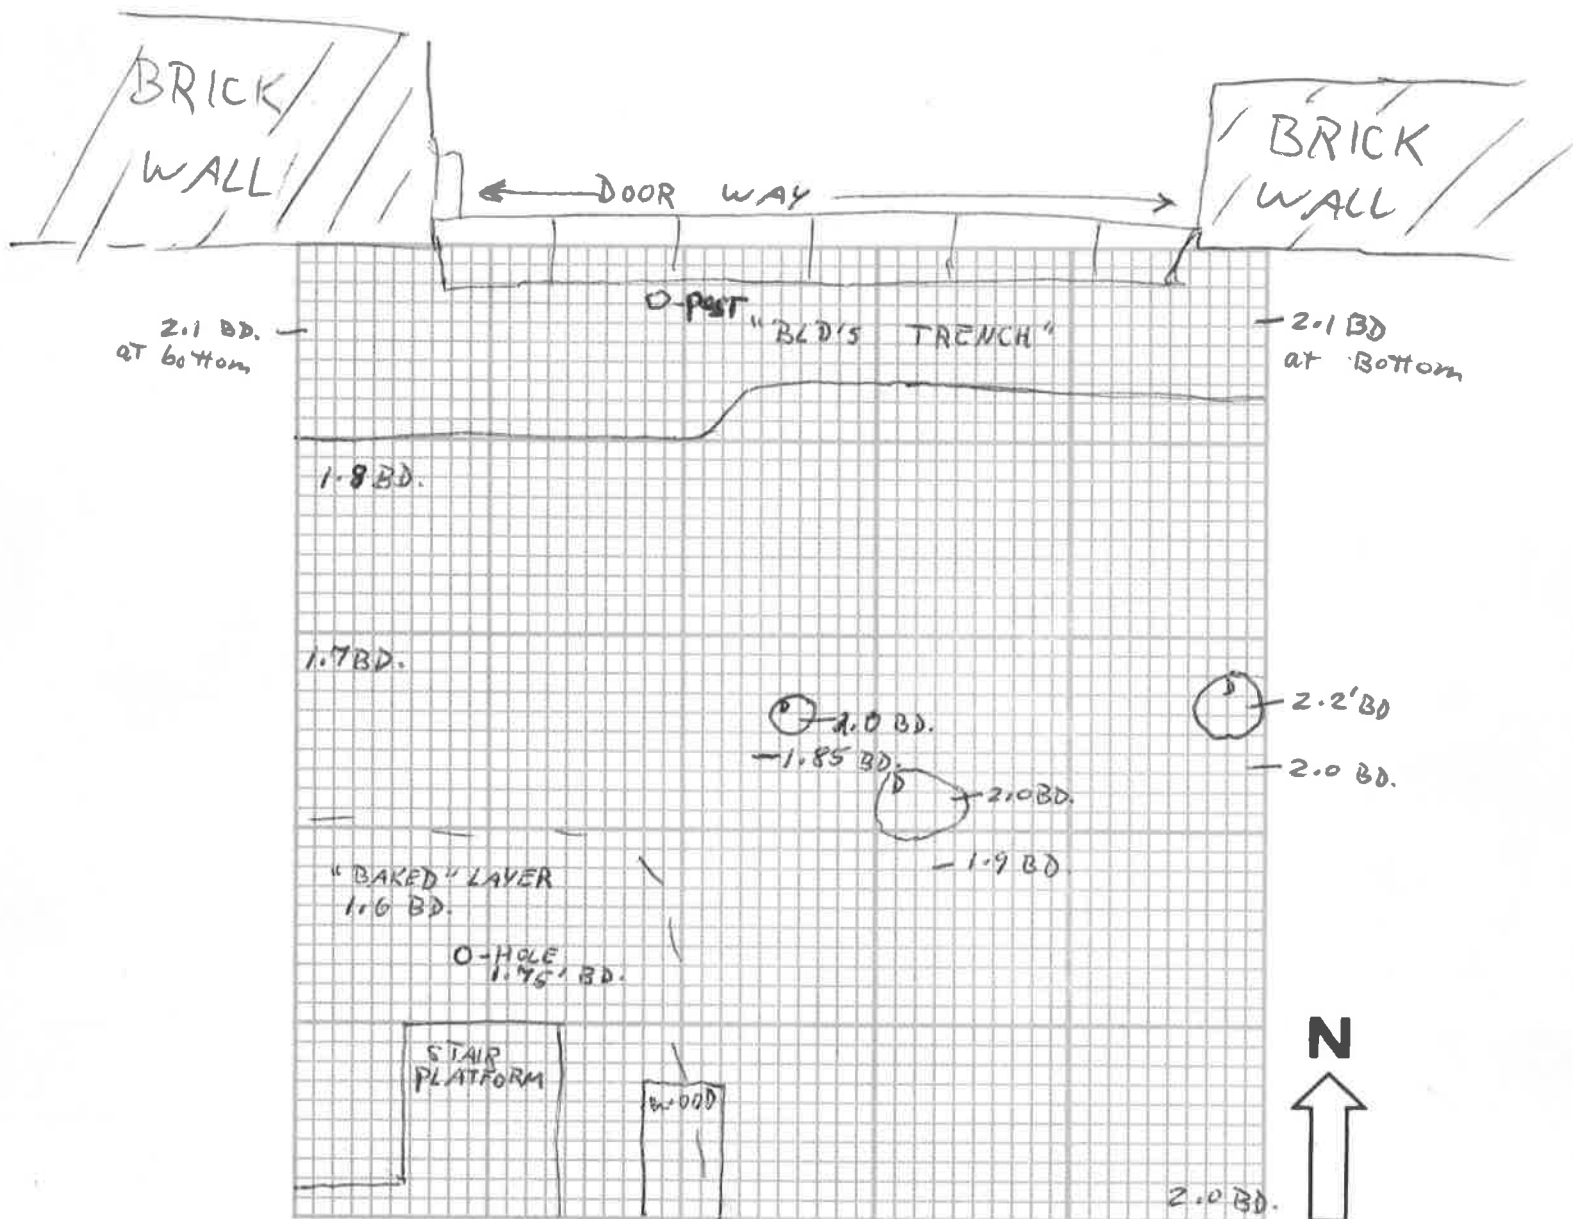 BRICK
WALL
BRICK
WALL
DOOR WAY
O-post
"BLD'S TRENCH"
2.1 BD.
at bottom
2.1 BD
at Bottom
1.8 BD.
1.7 BD.
D
2.0 BD.
1.85 BD.
D
2.0 BD.
D
2.2' BD
2.0 BD.
1.9 BD.
"BAKED" LAYER
1.6 BD.
O-HOLE
1.75' BD.
STAIR
PLATFORM
WOOD
N
2.0 BD.